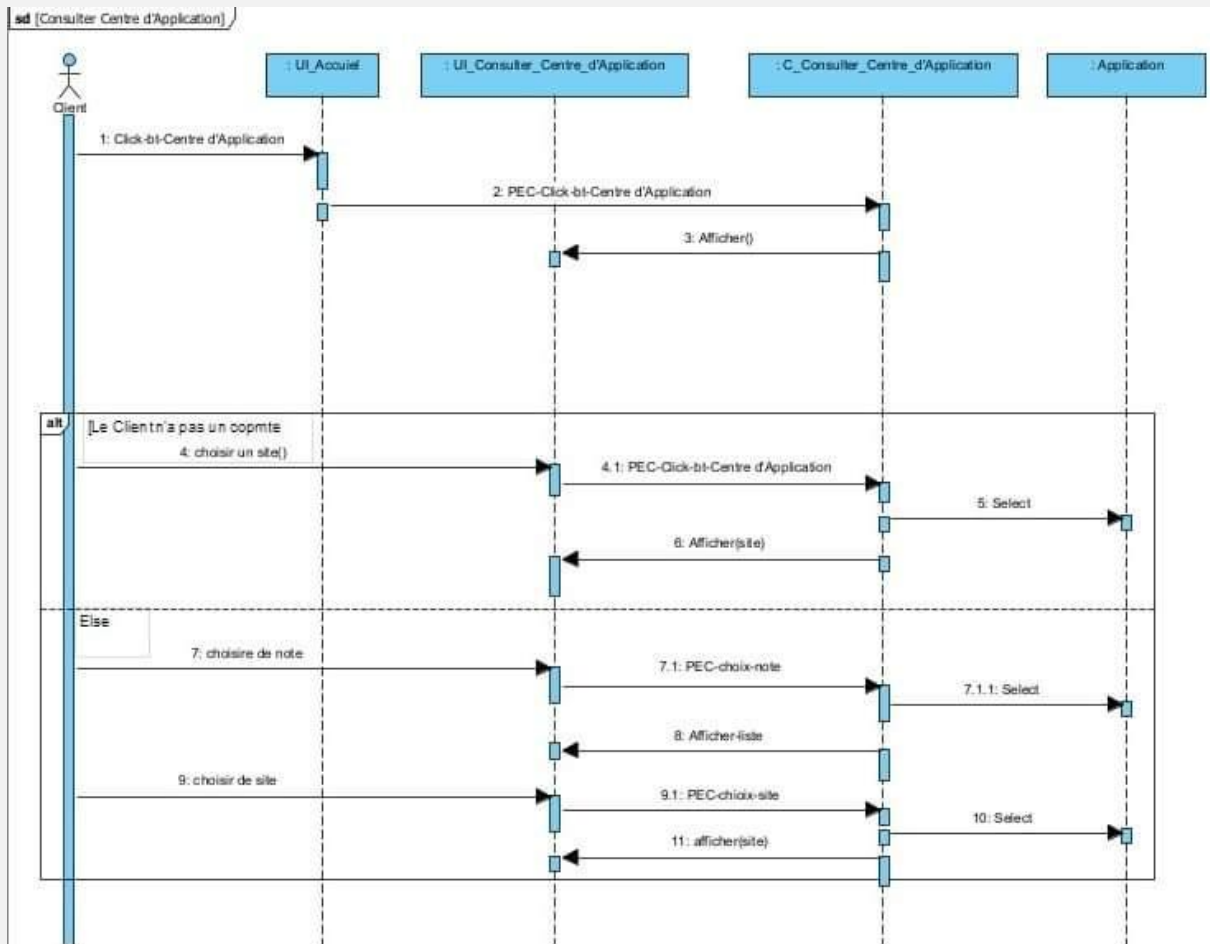 sd [Consulter Centre d'Application]
Client
: UI_Accuiel
: UI_Consulter_Centre_d'Application
: C_Consulter_Centre_d'Application
: Application
1: Click-bt-Centre d'Application
2: PEC-Click-bt-Centre d'Application
3: Afficher()
alt
[Le Client n'a pas un copmte
4: choisir un site()
4.1: PEC-Click-bt-Centre d'Application
5: Select
6: Afficher(site)
Else
7: choisire de note
7.1: PEC-choix-note
7.1.1: Select
8: Afficher-liste
9: choisir de site
9.1: PEC-chioix-site
10: Select
11: afficher(site)